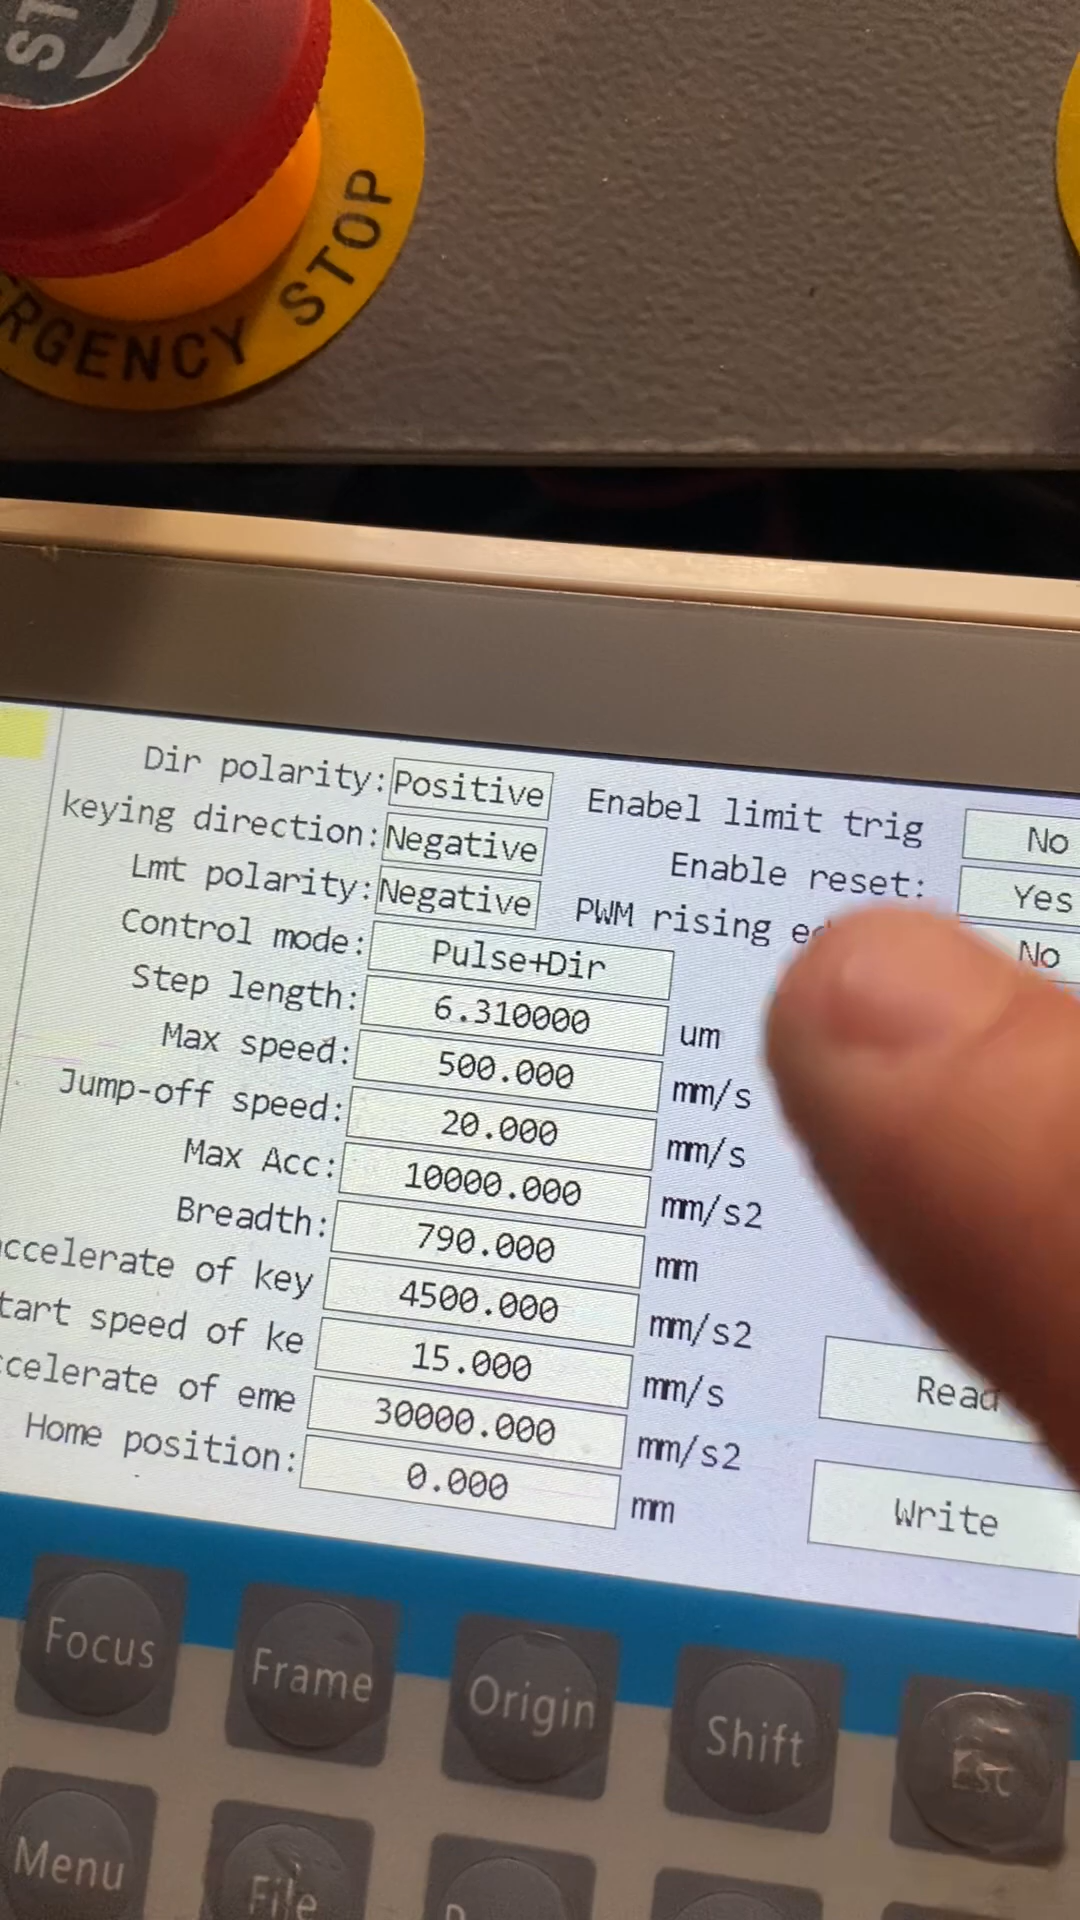 ST
RGENCY STOP
Dir polarity: Positive Enabel limit trig No
keying direction: Negative Enable reset: Yes
Lmt polarity: Negative PWM rising No
Control mode: Pulse+Dir
Step length: 6.310000 um
Max speed: 500.000 mm/s
Jump-off speed: 20.000 mm/s
Max Acc: 10000.000 mm/s2
Breadth: 790.000 mm
ccelerate of key 4500.000 mm/s2
tart speed of ke 15.000 mm/s
celerate of eme 30000.000 mm/s2
Home position: 0.000 mm
Read
Write
Focus Frame Origin Shift Esc
Menu File